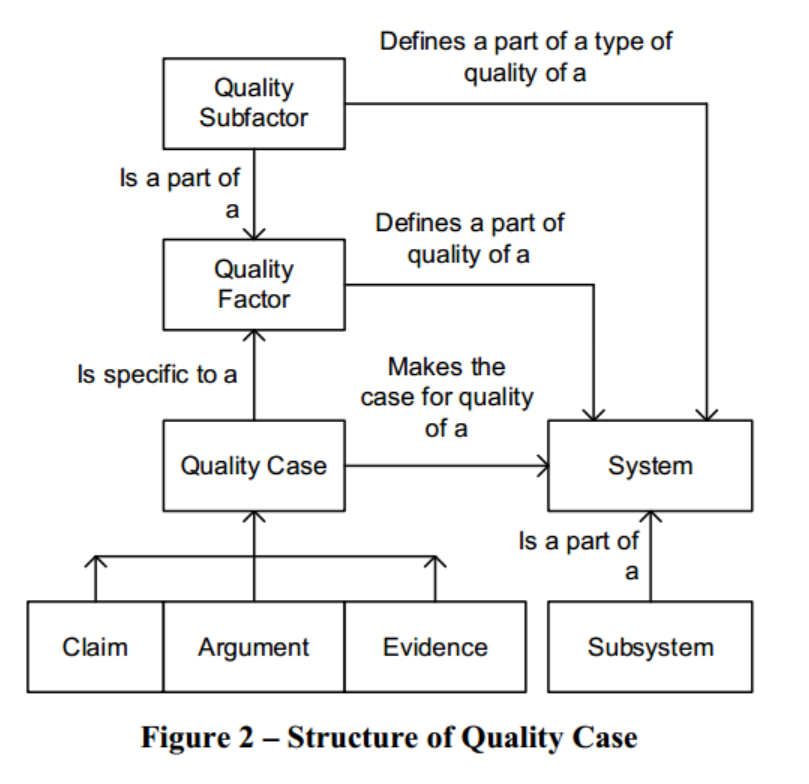 Defines a part of a type of
quality of a
Quality
Subfactor
Is a part of
a
Defines a part of
quality of a
Quality
Factor
Is specific to a
Makes the
case for quality
of a
Quality Case
System
Is a part of
a
Claim
Argument
Evidence
Subsystem
Figure 2 – Structure of Quality Case